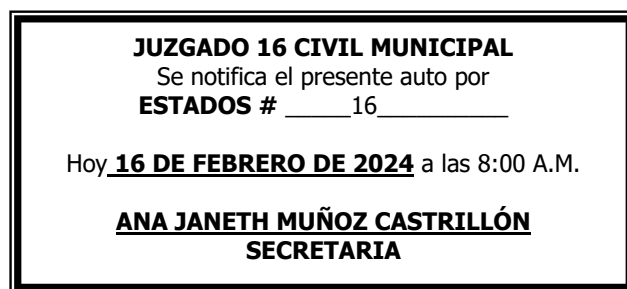 JUZGADO 16 CIVIL MUNICIPAL
Se notifica el presente auto por
ESTADOS # _____16__________
Hoy 16 DE FEBRERO DE 2024 a las 8:00 A.M.
ANA JANETH MUÑOZ CASTRILLÓN
SECRETARIA